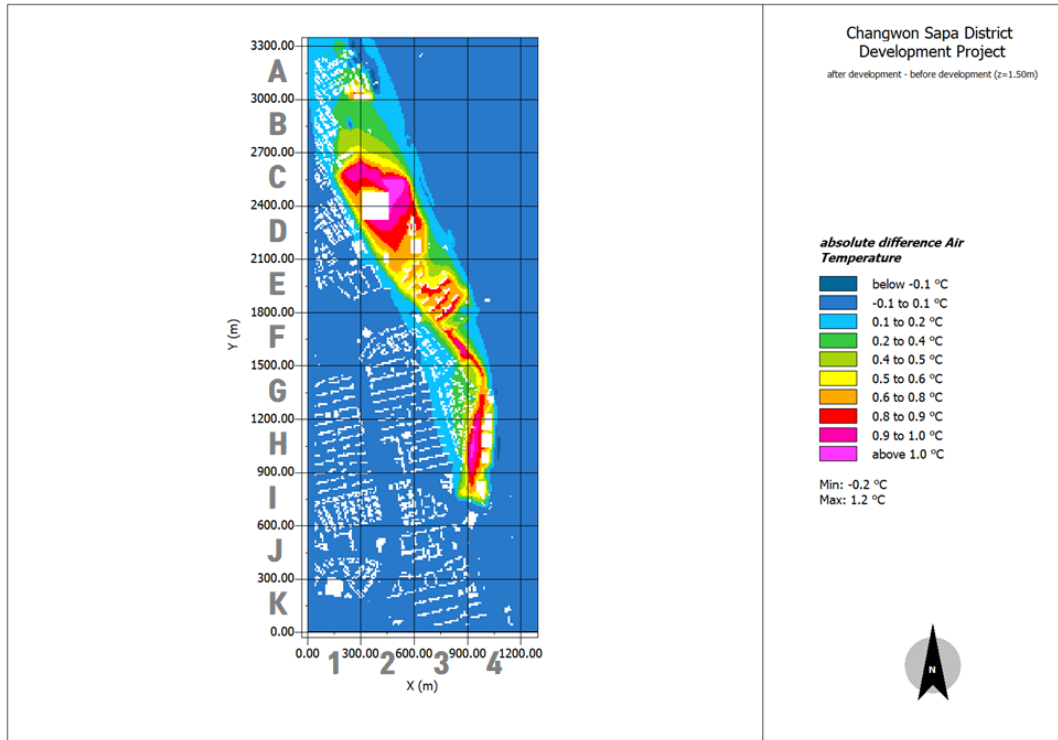 Changwon Sapa District
Development Project
after development - before development (z=1.50m)
3300.00
A
3000.00
B
2700.00
C
2400.00
D
2100.00
E
1800.00
F
1500.00
G
1200.00
H
900.00
I
600.00
J
300.00
K
0.00
Y (m)
0.00 300.00 600.00 900.00 1200.00
1 2 3 4
X (m)
absolute difference Air
Temperature
below -0.1 °C
-0.1 to 0.1 °C
0.1 to 0.2 °C
0.2 to 0.4 °C
0.4 to 0.5 °C
0.5 to 0.6 °C
0.6 to 0.8 °C
0.8 to 0.9 °C
0.9 to 1.0 °C
above 1.0 °C
Min: -0.2 °C
Max: 1.2 °C
N